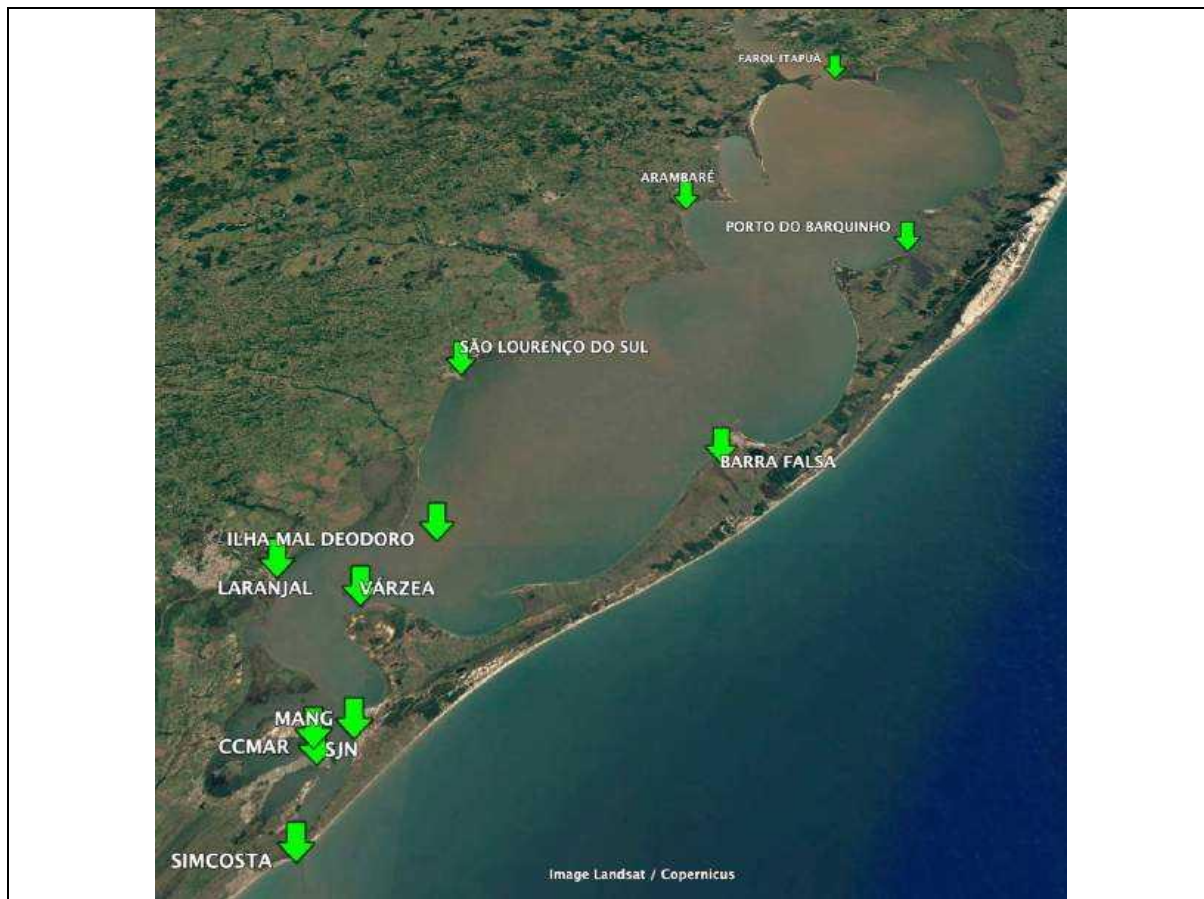 FAROL ITAPUÃ
ARAMBARÉ
PORTO DO BARQUINHO
SÃO LOURENÇO DO SUL
BARRA FALSA
ILHA MAL DEODORO
LARANJAL
VÁRZEA
MANG
CCMAR
SJN
SIMCOSTA
Image Landsat / Copernicus